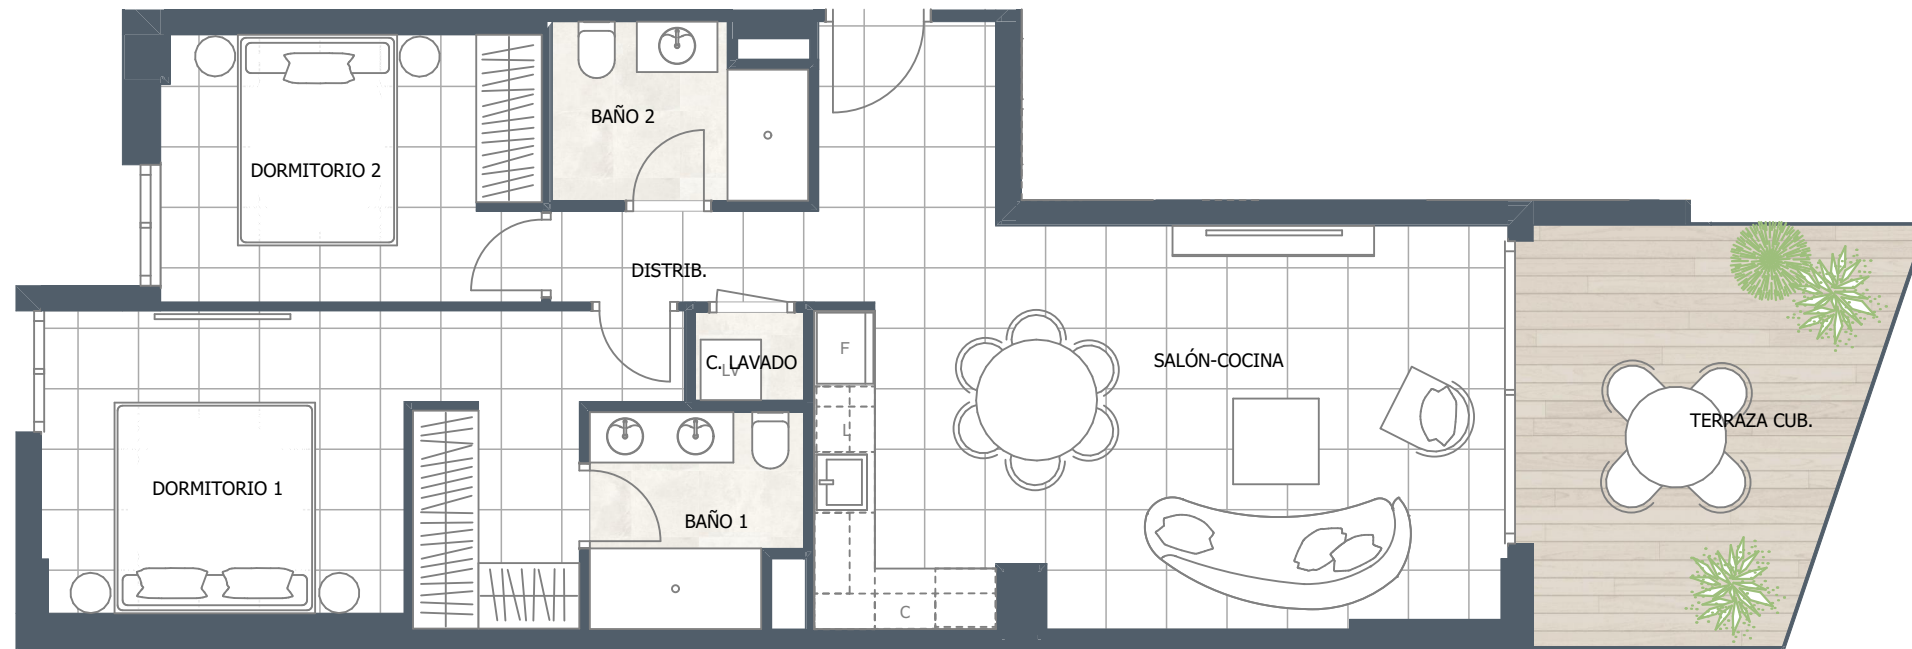 BAÑO 2
DORMITORIO 2
DISTRIB.
F
C. LAVADO
LV
SALÓN-COCINA
L
TERRAZA CUB.
DORMITORIO 1
BAÑO 1
C